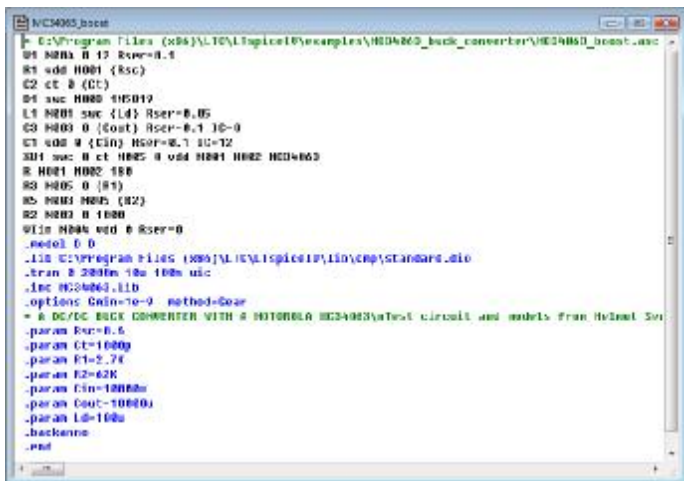 MC34063_boost
* C:\Program Files (x86)\LTC\LTspiceIV\examples\MC34063_buck_converter\MC34063_boost.asc
V1 N004 0 12 Rser=0.1
R1 vdd N001 {Rsc}
C2 ct 0 {Ct}
D1 swc N003 1N5819
L1 N001 swc {Ld} Rser=0.05
C3 N003 0 {Cout} Rser=0.1 IC=0
C1 vdd 0 {Cin} Rser=0.1 IC=12
XU1 swc 0 ct N005 0 vdd N001 N002 MC34063
R N001 N002 180
R3 N005 0 {R1}
R5 N003 N005 {R2}
R2 N003 0 1000
Vlin N004 vdd 0 Rser=0
.model D D
.lib C:\Program Files (x86)\LTC\LTspiceIV\lib\cmp\standard.dio
.tran 0 2000m 10u 100n uic
.inc MC34063.lib
.options Gmin=1e-9 method=Gear
* A DC/DC BUCK CONVERTER WITH A MOTOROLA MC34063\nTest circuit and models from Helmut
.param Rsc=0.6
.param Ct=1000p
.param R1=2.7K
.param R2=62K
.param Cin=10000u
.param Cout=10000u
.param Ld=100u
.backanno
.end